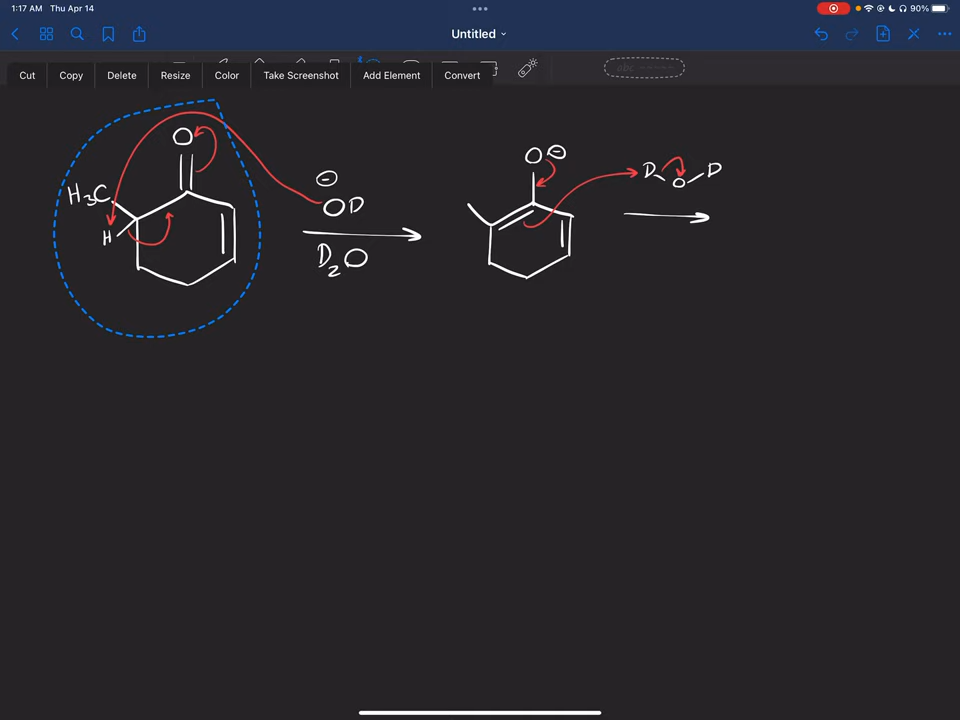 1:17 AM Thu Apr 14
90%
Untitled
abc
Cut Copy Delete Resize Color Take Screenshot Add Element Convert
O
H₃C
H
⊖
OD
D₂O
O⊖
D O D